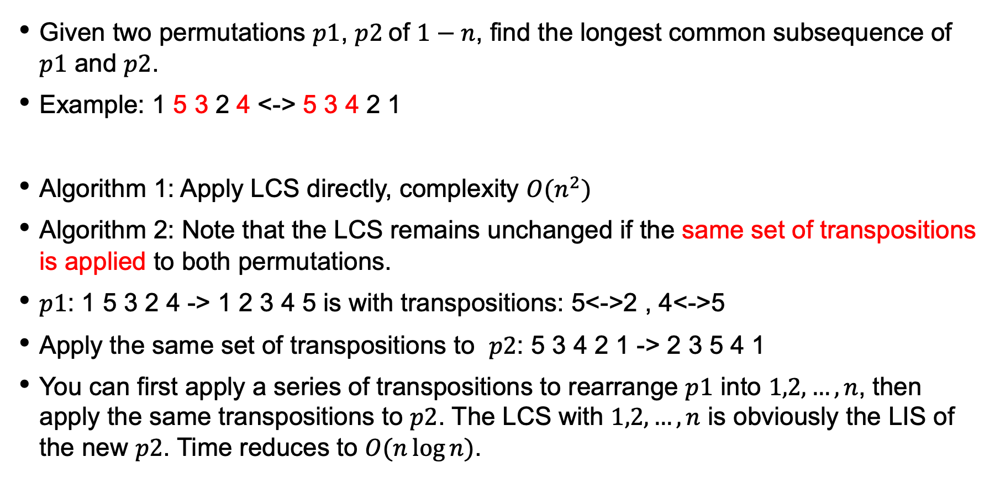 • Given two permutations p1, p2 of 1 − n, find the longest common subsequence of
p1 and p2.
• Example: 1 5 3 2 4 <-> 5 3 4 2 1
• Algorithm 1: Apply LCS directly, complexity O(n²)
• Algorithm 2: Note that the LCS remains unchanged if the same set of transpositions
is applied to both permutations.
• p1: 1 5 3 2 4 -> 1 2 3 4 5 is with transpositions: 5<->2 , 4<->5
• Apply the same set of transpositions to p2: 5 3 4 2 1 -> 2 3 5 4 1
• You can first apply a series of transpositions to rearrange p1 into 1,2, ... , n, then
apply the same transpositions to p2. The LCS with 1,2, ... , n is obviously the LIS of
the new p2. Time reduces to O(n log n).